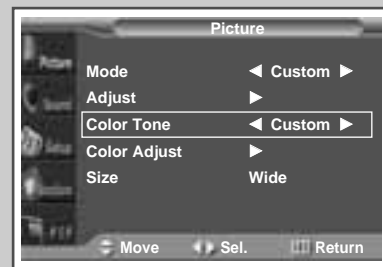 Picture
Mode ◀ Custom ▶
Adjust ▶
Color Tone ◀ Custom ▶
Color Adjust ▶
Size Wide
Move Sel. Return